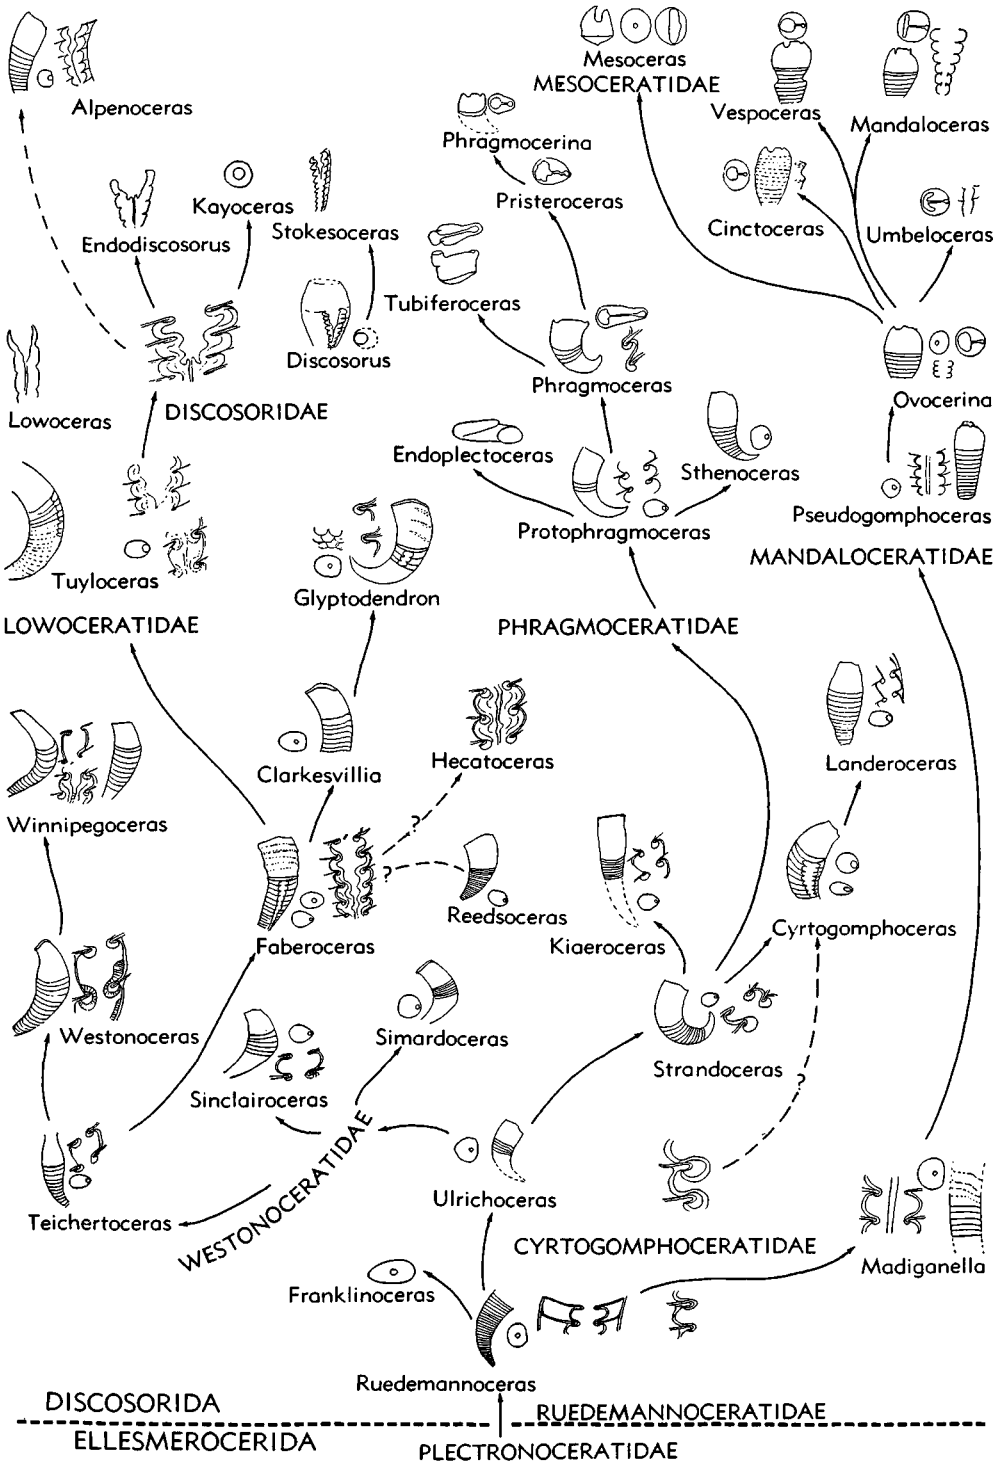 Mesoceras
MESOCERATIDAE
Alpenoceras
Vespoceras
Mandaloceras
Phragmocerina
Pristeroceras
Kayoceras
Stokesoceras
Endodiscosorus
Cinctoceras
Umbeloceras
Tubiferoceras
Discosorus
Phragmoceras
Ovocerina
Lowoceras
DISCOSORIDAE
Endoplectoceras
Sthenoceras
Pseudogomphoceras
Protophragmoceras
MANDALOCERATIDAE
Tuyloceras
Glyptodendron
LOWOCERATIDAE
PHRAGMOCERATIDAE
Hecatoceras
Landeroceras
Clarkesvillia
Winnipegoceras
?
?
Reedsoceras
Cyrtogomphoceras
Faberoceras
Kiaeroceras
Westonoceras
Simardoceras
Strandoceras
?
Sinclairoceras
WESTONOCERATIDAE
Ulrichoceras
Teichertoceras
CYRTOGOMPHOCERATIDAE
Madiganella
Franklinoceras
Ruedemannoceras
DISCOSORIDA
RUEDEMANNOCERATIDAE
ELLESMEROCERIDA
PLECTRONOCERATIDAE